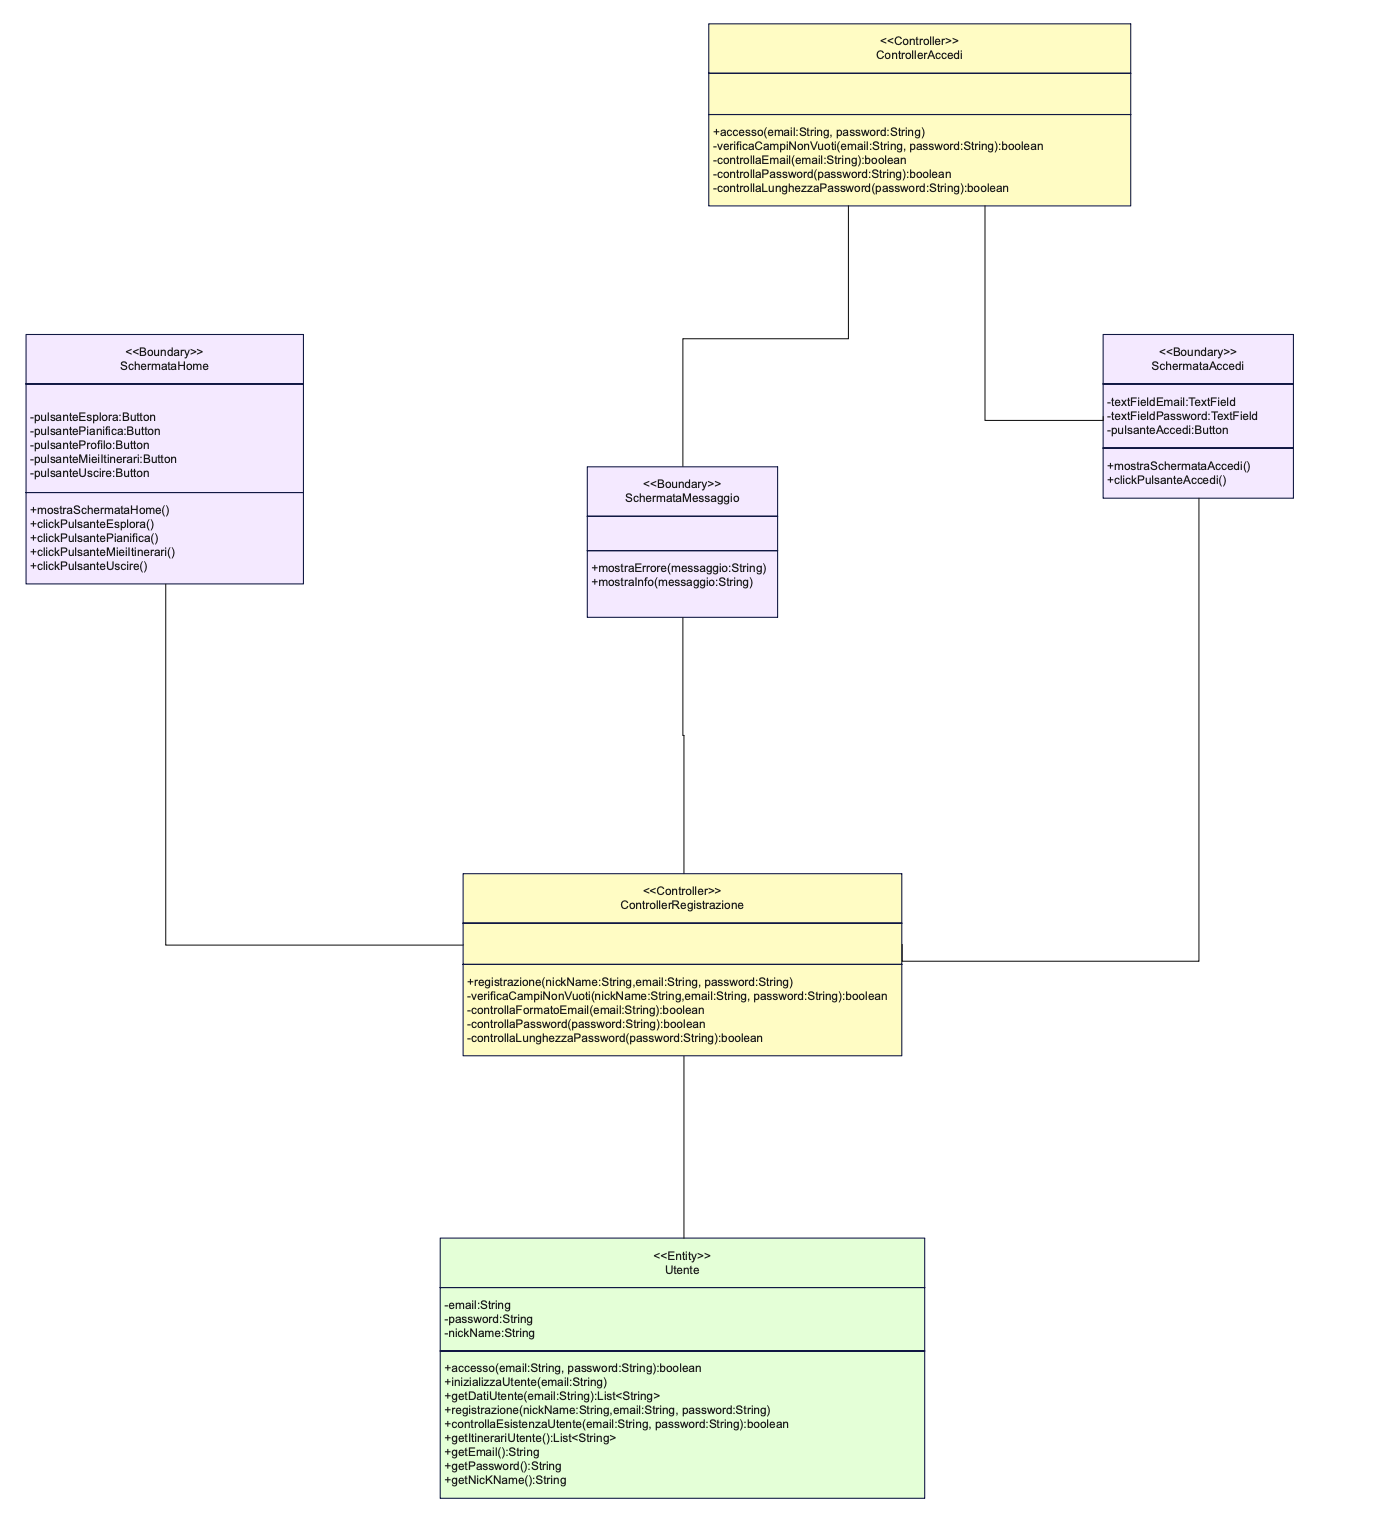 <<Controller>>
ControllerAccedi
+accesso(email:String, password:String)
-verificaCampiNonVuoti(email:String, password:String):boolean
-controllaEmail(email:String):boolean
-controllaPassword(password:String):boolean
-controllaLunghezzaPassword(password:String):boolean
<<Boundary>>
SchermataHome
-pulsanteEsplora:Button
-pulsantePianifica:Button
-pulsanteProfilo:Button
-pulsanteMieiItinerari:Button
-pulsanteUscire:Button
+mostraSchermataHome()
+clickPulsanteEsplora()
+clickPulsantePianifica()
+clickPulsanteMieiItinerari()
+clickPulsanteUscire()
<<Boundary>>
SchermataAccedi
-textFieldEmail:TextField
-textFieldPassword:TextField
-pulsanteAccedi:Button
+mostraSchermataAccedi()
+clickPulsanteAccedi()
<<Boundary>>
SchermataMessaggio
+mostraErrore(messaggio:String)
+mostraInfo(messaggio:String)
<<Controller>>
ControllerRegistrazione
+registrazione(nickName:String,email:String, password:String)
-verificaCampiNonVuoti(nickName:String,email:String, password:String):boolean
-controllaFormatoEmail(email:String):boolean
-controllaPassword(password:String):boolean
-controllaLunghezzaPassword(password:String):boolean
<<Entity>>
Utente
-email:String
-password:String
-nickName:String
+accesso(email:String, password:String):boolean
+inizializzaUtente(email:String)
+getDatiUtente(email:String):List<String>
+registrazione(nickName:String,email:String, password:String)
+controllaEsistenzaUtente(email:String, password:String):boolean
+getItinerariUtente():List<String>
+getEmail():String
+getPassword():String
+getNicKName():String